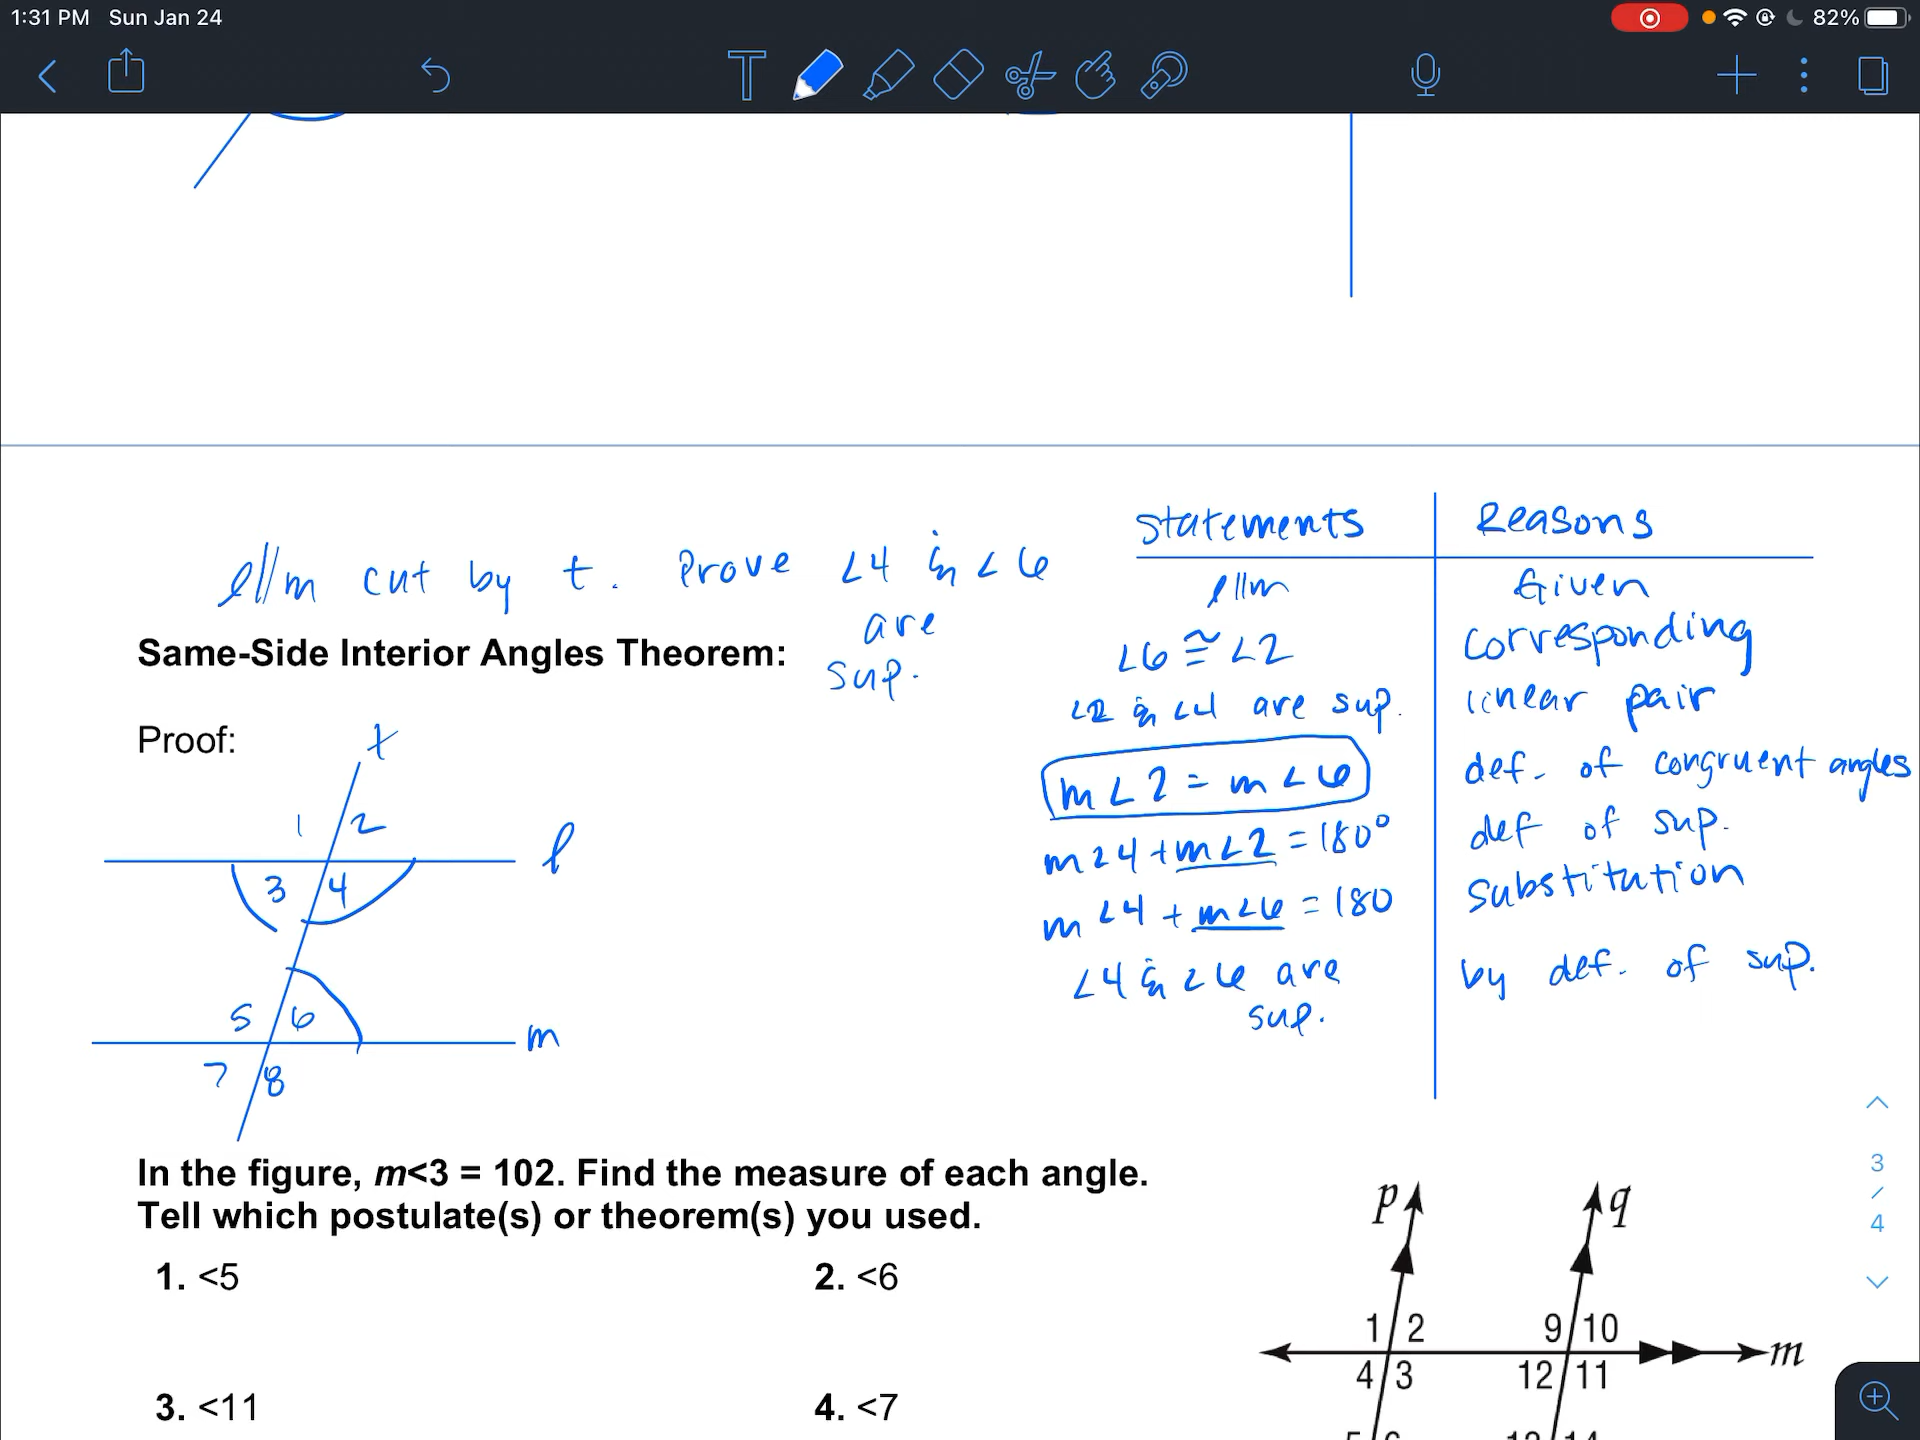 1:31 PM Sun Jan 24
82%
l//m cut by t. Prove ∠4 & ∠6
are
sup.
Same-Side Interior Angles Theorem:
Proof:
t
1 2
l
3 4
5 6
m
7 8
Statements Reasons
l//m Given
∠6 ≅ ∠2 corresponding
∠2 & ∠4 are sup. linear pair
m∠2 = m∠6 def. of congruent angles
m∠4 + m∠2 = 180° def of sup.
m∠4 + m∠6 = 180 substitution
∠4 & ∠6 are by def. of sup.
sup.
3
/
4
In the figure, m<3 = 102. Find the measure of each angle.
Tell which postulate(s) or theorem(s) you used.
1. <5 2. <6
3. <11 4. <7
p q
1 2 9 10
m
4 3 12 11